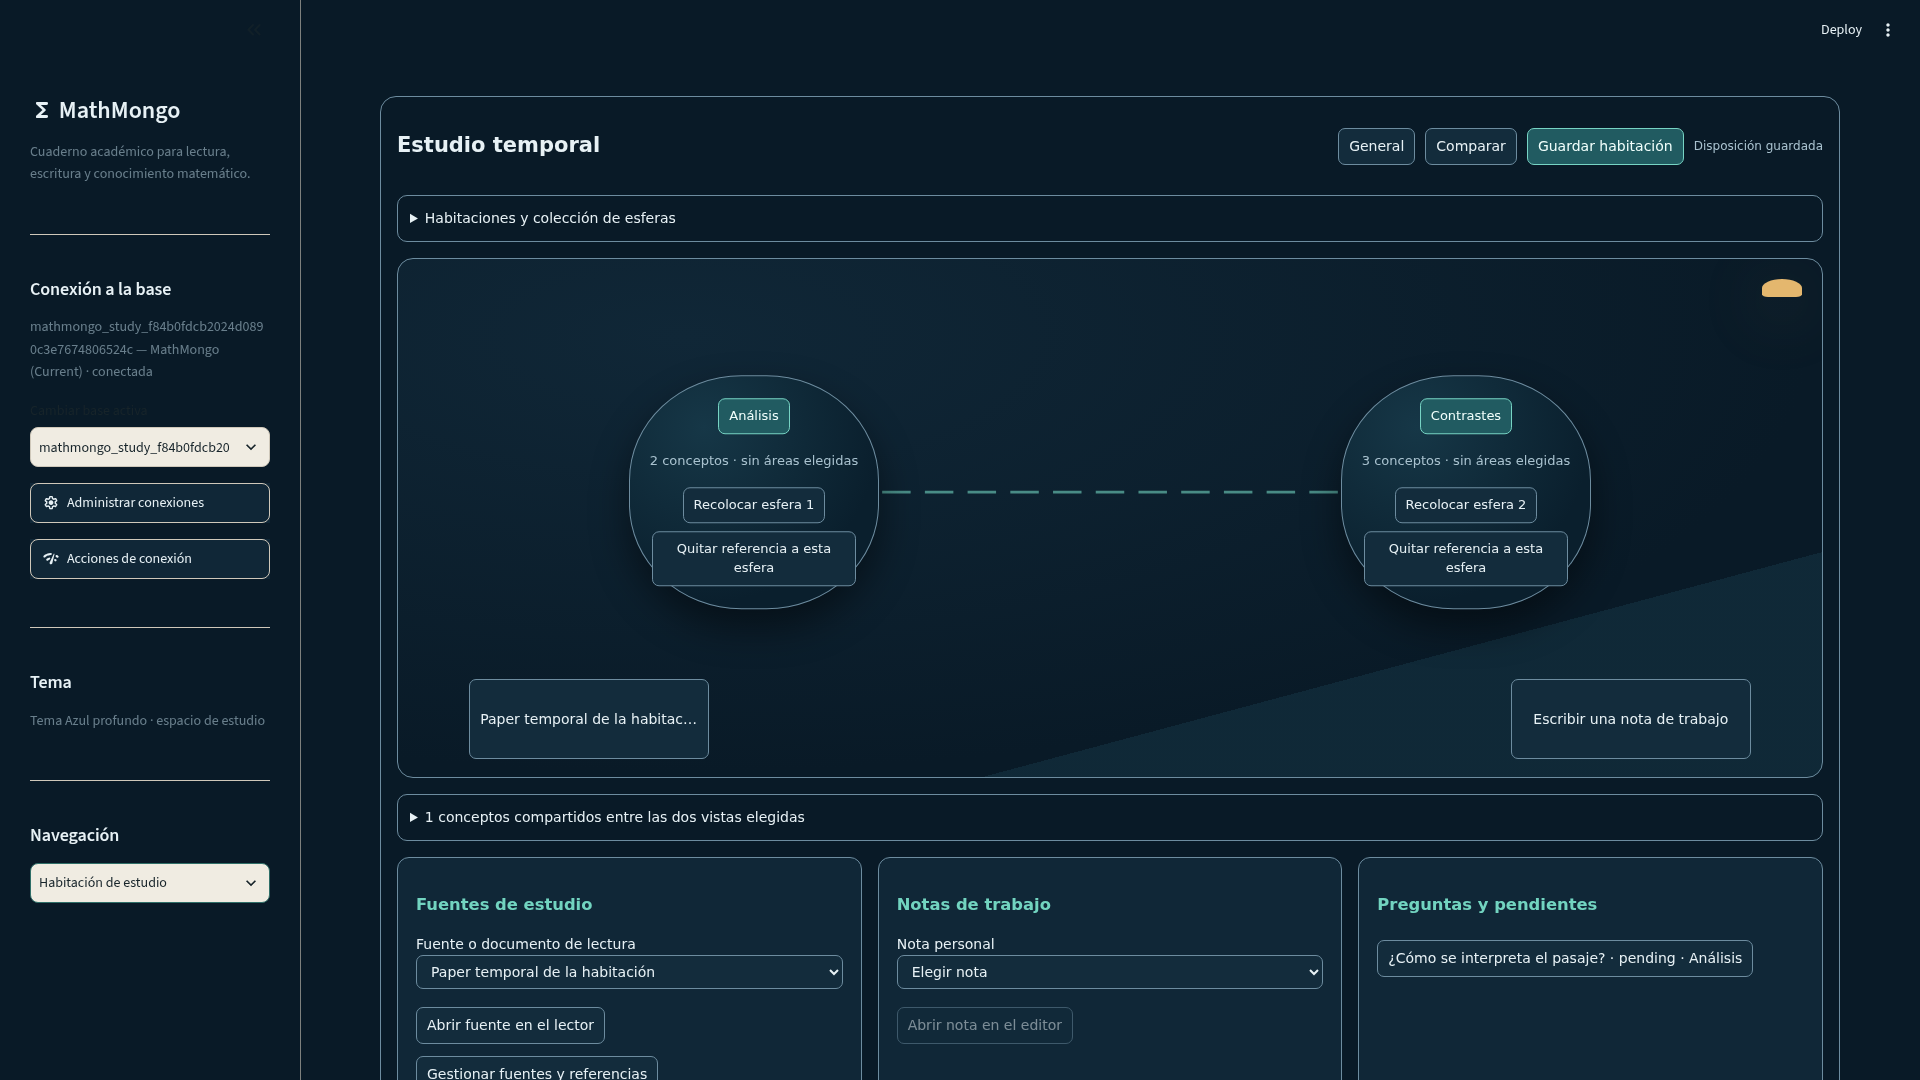 Deploy
MathMongo
Cuaderno académico para lectura,
escritura y conocimiento matemático.
Conexión a la base
mathmongo_study_f84b0fdcb2024d089
0c3e7674806524c — MathMongo
(Current) · conectada
Cambiar base activa
mathmongo_study_f84b0fdcb20
Administrar conexiones
Acciones de conexión
Tema
Tema Azul profundo · espacio de estudio
Navegación
Habitación de estudio
Estudio temporal
General
Comparar
Guardar habitación
Disposición guardada
Habitaciones y colección de esferas
Análisis
2 conceptos · sin áreas elegidas
Recolocar esfera 1
Quitar referencia a esta
esfera
Contrastes
3 conceptos · sin áreas elegidas
Recolocar esfera 2
Quitar referencia a esta
esfera
Paper temporal de la habitac...
Escribir una nota de trabajo
1 conceptos compartidos entre las dos vistas elegidas
Fuentes de estudio
Fuente o documento de lectura
Paper temporal de la habitación
Abrir fuente en el lector
Gestionar fuentes y referencias
Notas de trabajo
Nota personal
Elegir nota
Abrir nota en el editor
Preguntas y pendientes
¿Cómo se interpreta el pasaje? · pending · Análisis